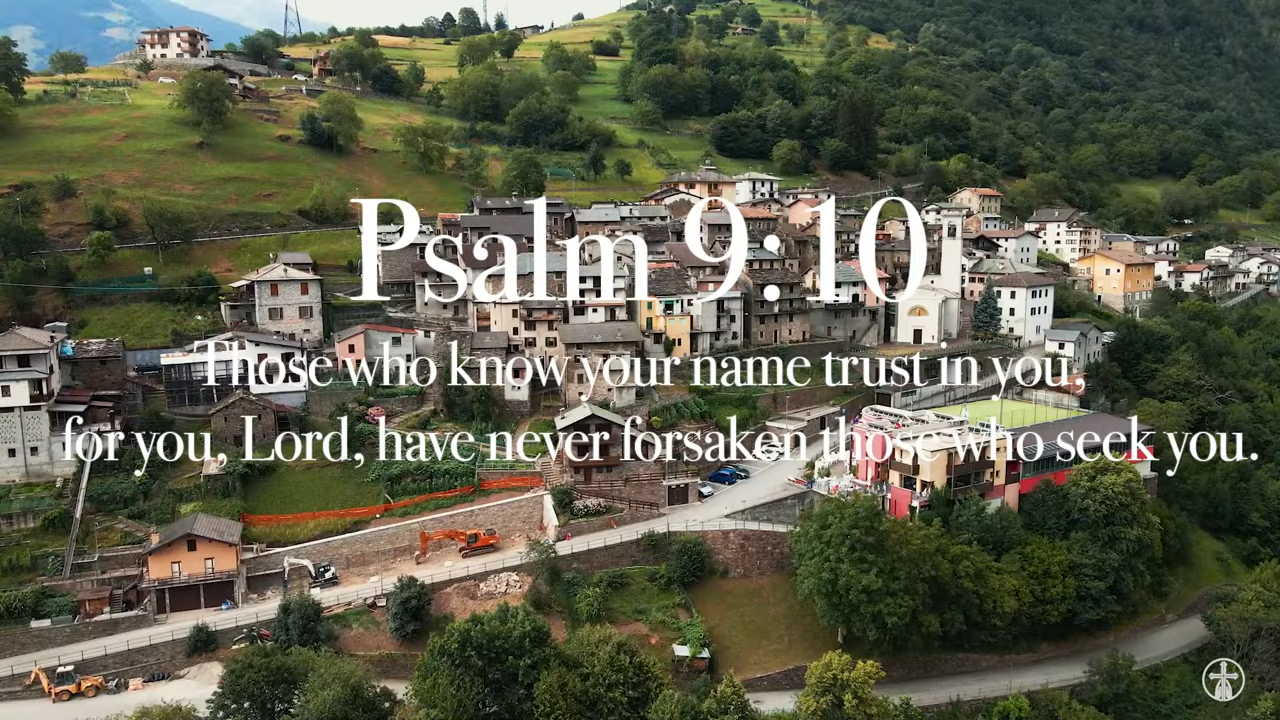 Psalm 9:10
Those who know your name trust in you,
for you, Lord, have never forsaken those who seek you.